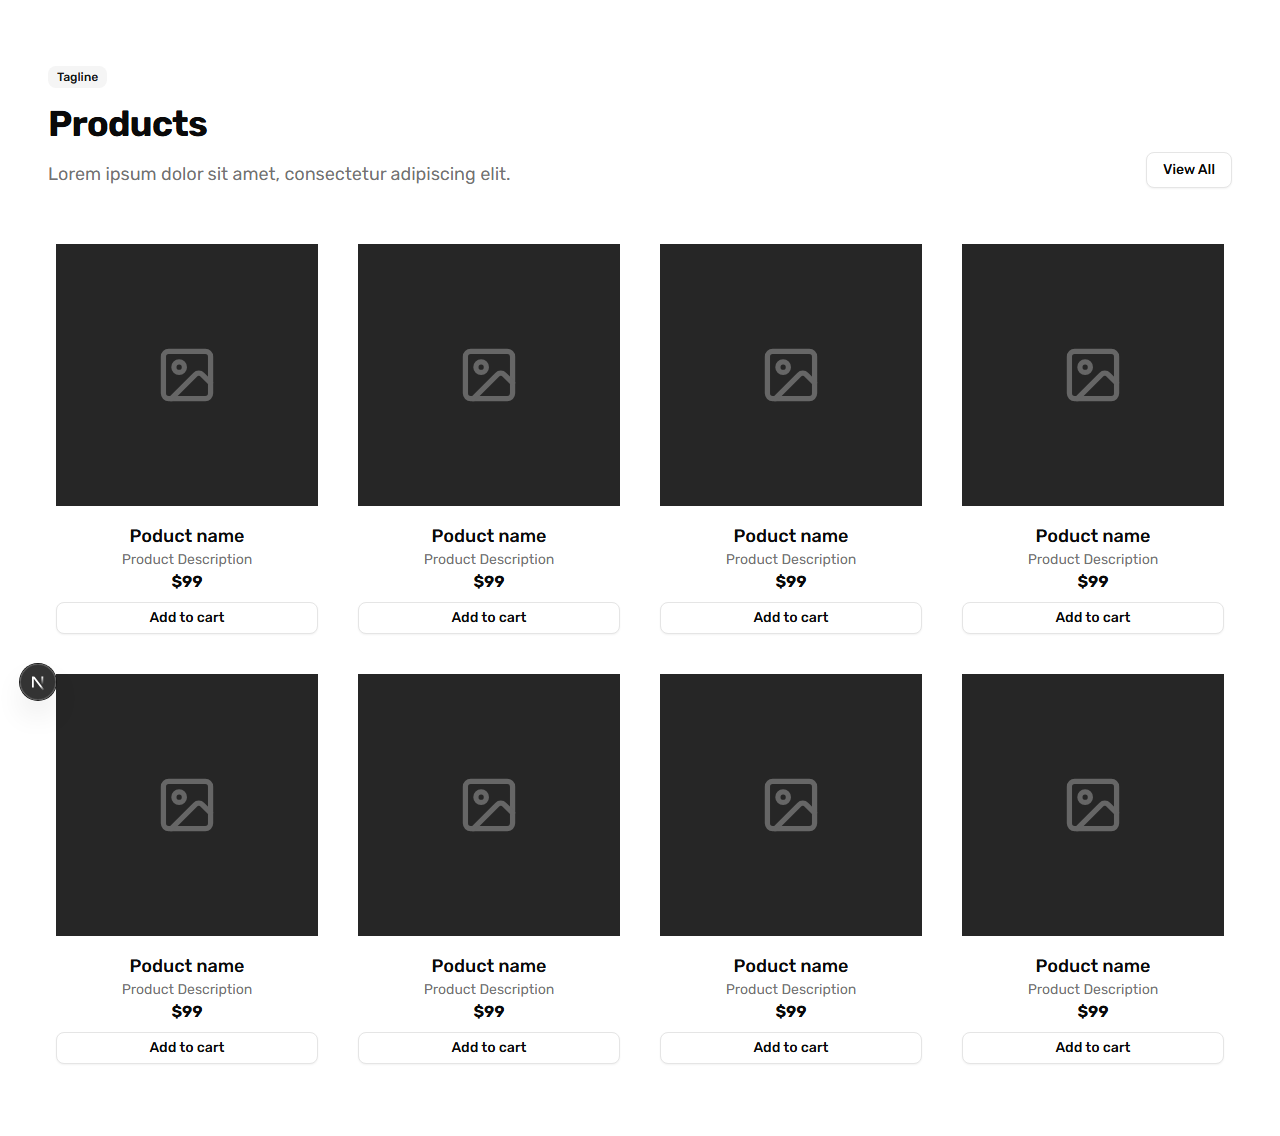 Tagline
Products
Lorem ipsum dolor sit amet, consectetur adipiscing elit.
View All
Poduct name Poduct name Poduct name Poduct name
Product Description Product Description Product Description Product Description
$99 $99 $99 $99
Add to cart Add to cart Add to cart Add to cart
N
Poduct name Poduct name Poduct name Poduct name
Product Description Product Description Product Description Product Description
$99 $99 $99 $99
Add to cart Add to cart Add to cart Add to cart